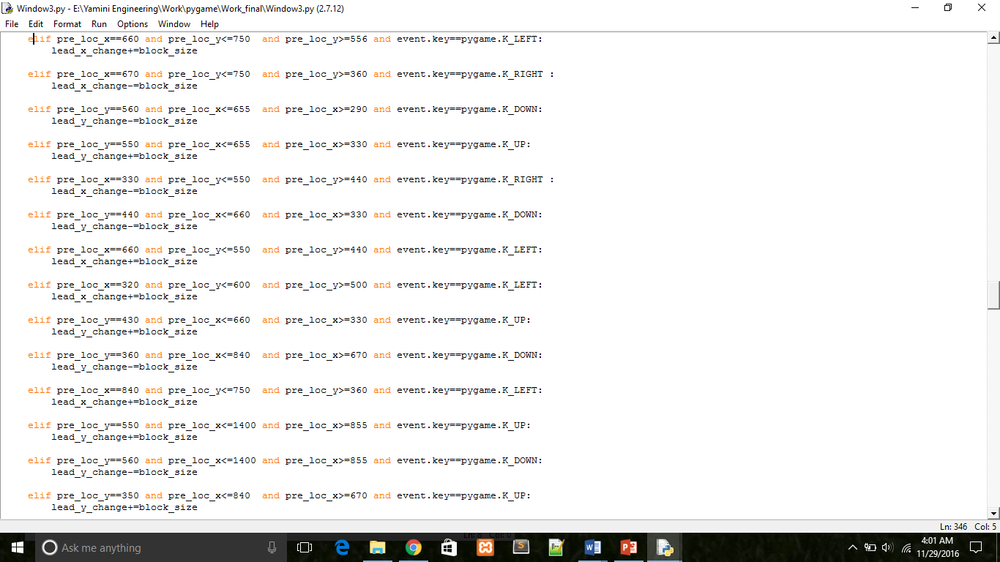 Window3.py - E:\Yamini Engineering\Work\pygame\Work_final\Window3.py (2.7.12)
File Edit Format Run Options Window Help
elif pre_loc_x==660 and pre_loc_y<=750  and pre_loc_y>=556 and event.key==pygame.K_LEFT:
    lead_x_change+=block_size
elif pre_loc_x==670 and pre_loc_y<=750  and pre_loc_y>=360 and event.key==pygame.K_RIGHT :
    lead_x_change-=block_size
elif pre_loc_y==560 and pre_loc_x<=655  and pre_loc_x>=290 and event.key==pygame.K_DOWN:
    lead_y_change-=block_size
elif pre_loc_y==550 and pre_loc_x<=655  and pre_loc_x>=330 and event.key==pygame.K_UP:
    lead_y_change+=block_size
elif pre_loc_x==330 and pre_loc_y<=550  and pre_loc_y>=440 and event.key==pygame.K_RIGHT :
    lead_x_change-=block_size
elif pre_loc_y==440 and pre_loc_x<=660  and pre_loc_x>=330 and event.key==pygame.K_DOWN:
    lead_y_change-=block_size
elif pre_loc_x==660 and pre_loc_y<=550  and pre_loc_y>=440 and event.key==pygame.K_LEFT:
    lead_x_change+=block_size
elif pre_loc_x==320 and pre_loc_y<=600  and pre_loc_y>=500 and event.key==pygame.K_LEFT:
    lead_x_change+=block_size
elif pre_loc_y==430 and pre_loc_x<=660  and pre_loc_x>=330 and event.key==pygame.K_UP:
    lead_y_change+=block_size
elif pre_loc_y==360 and pre_loc_x<=840  and pre_loc_x>=670 and event.key==pygame.K_DOWN:
    lead_y_change-=block_size
elif pre_loc_x==840 and pre_loc_y<=750  and pre_loc_y>=360 and event.key==pygame.K_LEFT:
    lead_x_change+=block_size
elif pre_loc_y==550 and pre_loc_x<=1400 and pre_loc_x>=855 and event.key==pygame.K_UP:
    lead_y_change+=block_size
elif pre_loc_y==560 and pre_loc_x<=1400 and pre_loc_x>=855 and event.key==pygame.K_DOWN:
    lead_y_change-=block_size
elif pre_loc_y==350 and pre_loc_x<=840  and pre_loc_x>=670 and event.key==pygame.K_UP:
    lead_y_change+=block_size
Ln: 346 Col: 5
Ln: 8 Col: 0
Ask me anything
4:01 AM
11/29/2016